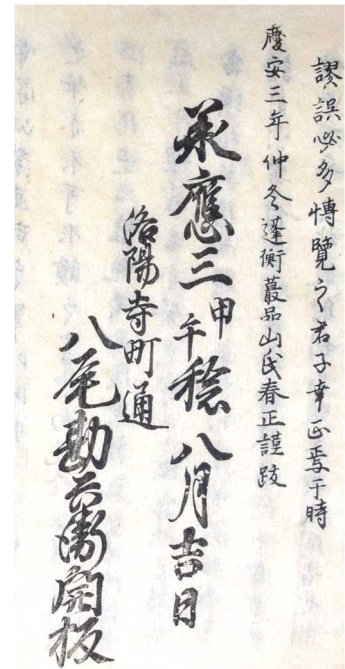 謬誤必多博覽之君子幸正焉于時
慶安三年仲冬蓬衡蕞品山氏春正謹跋
承應三甲午稔八月吉日
洛陽寺町通
八尾勘兵衛開板